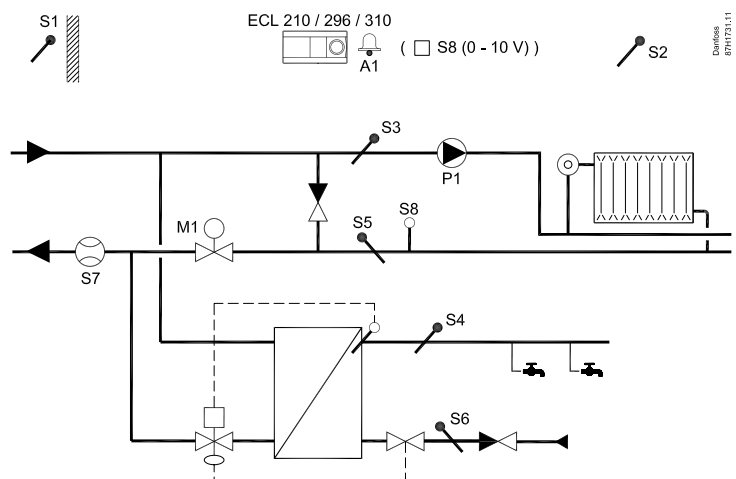 S1
ECL 210 / 296 / 310
A1
( S8 (0 - 10 V) )
S2
Danfoss
87H1731.11
S3
P1
M1
S5
S8
S7
S4
S6